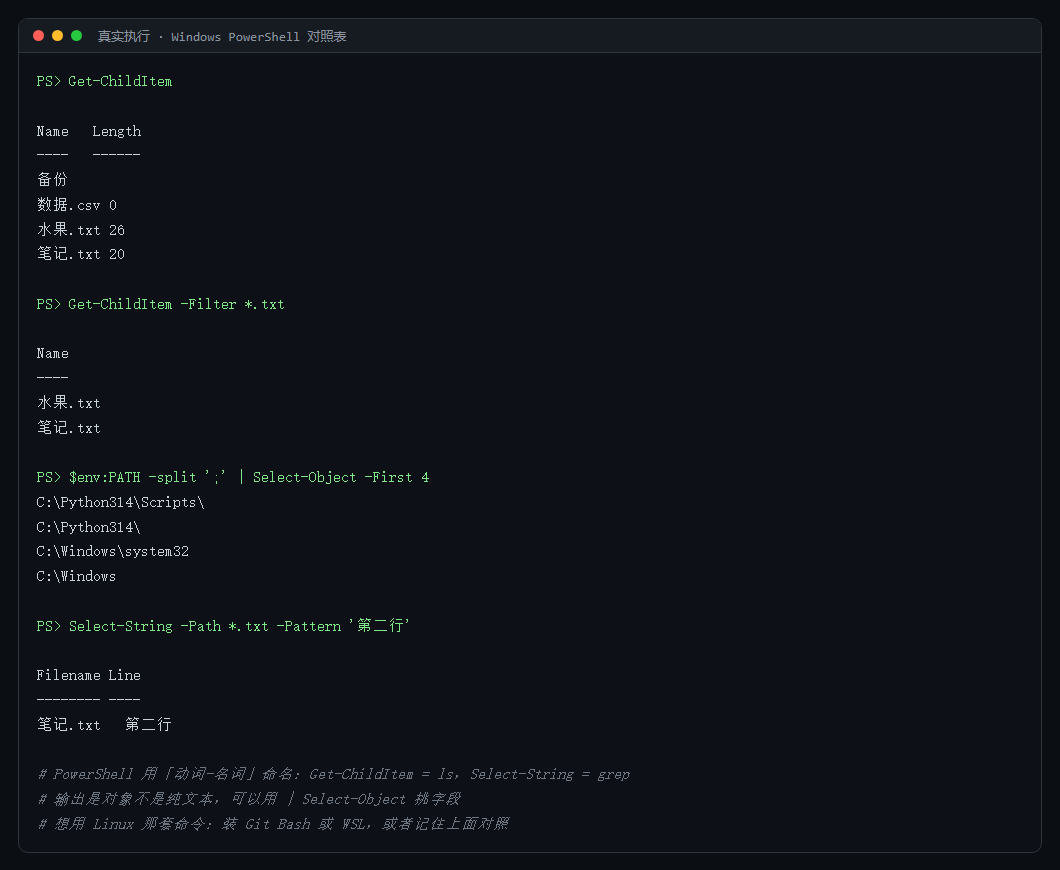 真实执行 · Windows PowerShell 对照表
PS> Get-ChildItem
Name   Length
----   ------
备份
数据.csv 0
水果.txt 26
笔记.txt 20
PS> Get-ChildItem -Filter *.txt
Name
----
水果.txt
笔记.txt
PS> $env:PATH -split ';' | Select-Object -First 4
C:\Python314\Scripts\
C:\Python314\
C:\Windows\system32
C:\Windows
PS> Select-String -Path *.txt -Pattern '第二行'
Filename Line
-------- ----
笔记.txt   第二行
# PowerShell 用「动词-名词」命名: Get-ChildItem = ls, Select-String = grep
# 输出是对象不是纯文本, 可以用 | Select-Object 挑字段
# 想用 Linux 那套命令: 装 Git Bash 或 WSL, 或者记住上面对照